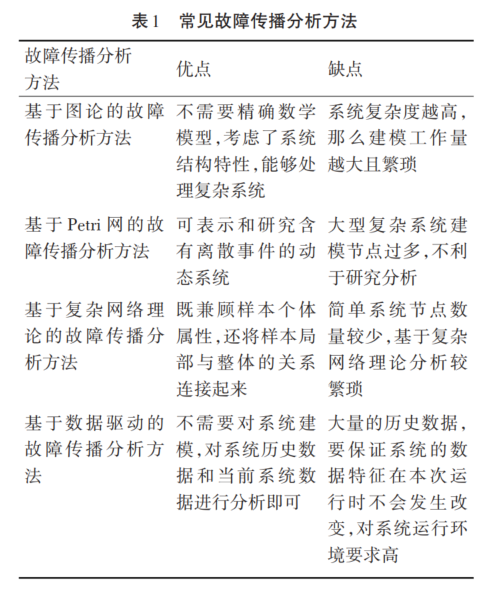 表1 常见故障传播分析方法
故障传播分析
方法
优点
缺点
基于图论的故障
传播分析方法
不需要精确数学
模型,考虑了系统
结构特性,能够处
理复杂系统
系统复杂度越高,
那么建模工作量
越大且繁琐
基于 Petri 网的故
障传播分析方法
可表示和研究含
有离散事件的动
态系统
大型复杂系统建
模节点过多,不利
于研究分析
基于复杂网络理
论的故障传播分
析方法
既兼顾样本个体
属性,还将样本局
部与整体的关系
连接起来
简单系统节点数
量较少,基于复杂
网络理论分析较
繁琐
基于数据驱动的
故障传播分析方
法
不需要对系统建
模,对系统历史数
据和当前系统数
据进行分析即可
大量的历史数据,
要保证系统的数
据特征在本次运
行时不会发生改
变,对系统运行环
境要求高